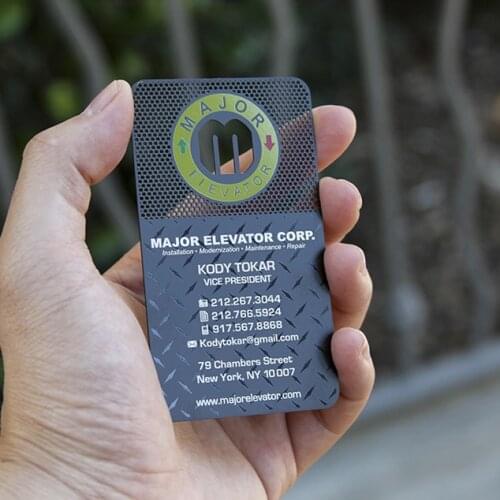 MAJOR
M
ELEVATOR
MAJOR ELEVATOR CORP.
Installation • Modernization • Maintenance • Repair
KODY TOKAR
VICE PRESIDENT
212.267.3044
212.766.5924
917.567.8868
Kodytokar@gmail.com
79 Chambers Street
New York, NY 10007
www.majorelevator.com